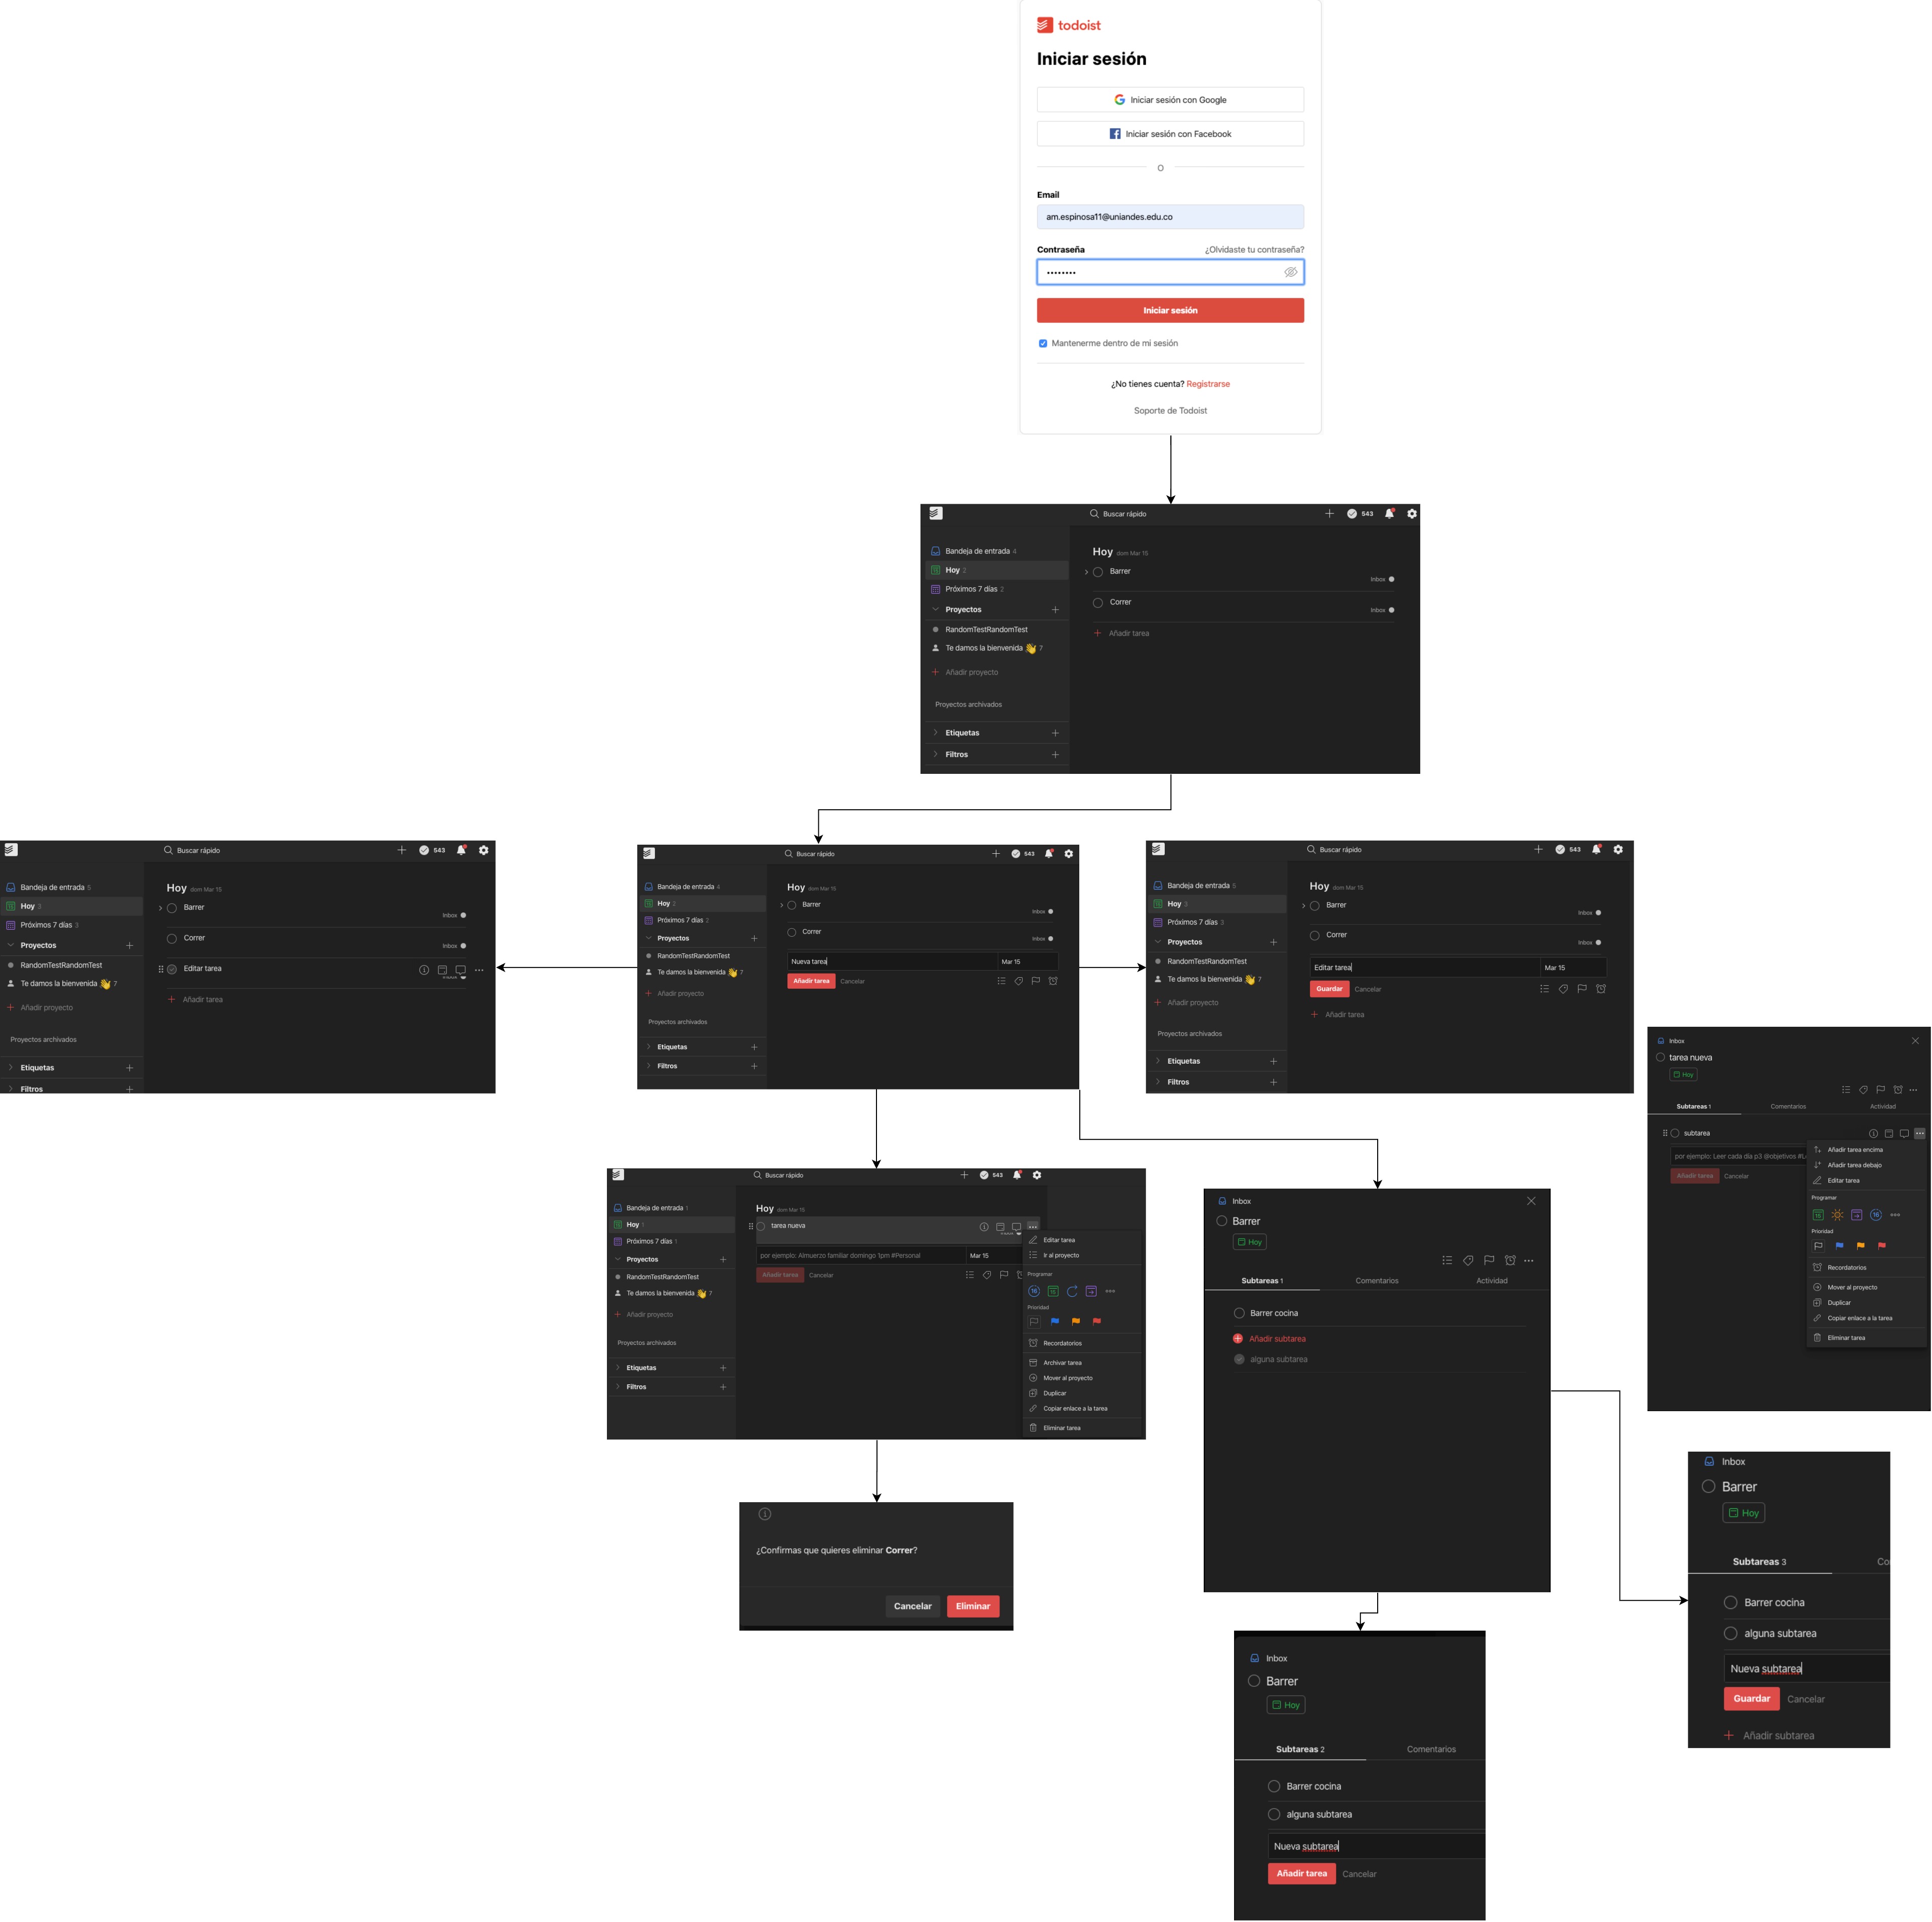 todoist
Iniciar sesión
Iniciar sesión con Google
Iniciar sesión con Facebook
O
Email
am.espinosa11@uniandes.edu.co
Contraseña ¿Olvidaste tu contraseña?
••••••••
Iniciar sesión
Mantenerme dentro de mi sesión
¿No tienes cuenta? Registrarse
Soporte de Todoist
Buscar rápido 543
Bandeja de entrada 4
Hoy 2
Próximos 7 días 2
Proyectos
RandomTestRandomTest
Te damos la bienvenida 👋 7
Añadir proyecto
Proyectos archivados
Etiquetas
Filtros
Hoy dom Mar 15
Barrer
Inbox
Correr
Inbox
Añadir tarea
Buscar rápido 543
Bandeja de entrada 5
Hoy 3
Próximos 7 días 3
Proyectos
RandomTestRandomTest
Te damos la bienvenida 👋 7
Añadir proyecto
Proyectos archivados
Etiquetas
Filtros
Hoy dom Mar 15
Barrer
Inbox
Correr
Inbox
Editar tarea
Añadir tarea
Buscar rápido 543
Bandeja de entrada 4
Hoy 2
Próximos 7 días 2
Proyectos
RandomTestRandomTest
Te damos la bienvenida 👋 7
Añadir proyecto
Proyectos archivados
Etiquetas
Filtros
Hoy dom Mar 15
Barrer
Inbox
Correr
Inbox
Nueva tarea Mar 15
Añadir tarea Cancelar
Buscar rápido 543
Bandeja de entrada 5
Hoy 3
Próximos 7 días 3
Proyectos
RandomTestRandomTest
Te damos la bienvenida 👋 7
Añadir proyecto
Proyectos archivados
Etiquetas
Filtros
Hoy dom Mar 15
Barrer
Inbox
Correr
Inbox
Editar tarea Mar 15
Guardar Cancelar
Añadir tarea
Inbox
tarea nueva
Hoy
Subtareas 1 Comentarios Actividad
subtarea
por ejemplo: Leer cada día p3 @objetivos
Añadir tarea Cancelar
Añadir tarea encima
Añadir tarea debajo
Editar tarea
Programar
15 16
Prioridad
Recordatorios
Mover al proyecto
Duplicar
Copiar enlace a la tarea
Eliminar tarea
Buscar rápido 543
Bandeja de entrada 1
Hoy 1
Próximos 7 días 1
Proyectos
RandomTestRandomTest
Te damos la bienvenida 👋 7
Añadir proyecto
Proyectos archivados
Etiquetas
Filtros
Hoy dom Mar 15
tarea nueva
por ejemplo: Almuerzo familiar domingo 1pm #Personal Mar 15
Añadir tarea Cancelar
Editar tarea
Ir al proyecto
Programar
16 15
Prioridad
Recordatorios
Archivar tarea
Mover al proyecto
Duplicar
Copiar enlace a la tarea
Eliminar tarea
¿Confirmas que quieres eliminar Correr?
Cancelar Eliminar
Inbox
Barrer
Hoy
Subtareas 1 Comentarios Actividad
Barrer cocina
Añadir subtarea
alguna subtarea
Inbox
Barrer
Hoy
Subtareas 3 Co
Barrer cocina
alguna subtarea
Nueva subtarea
Guardar Cancelar
Añadir subtarea
Inbox
Barrer
Hoy
Subtareas 2 Comentarios
Barrer cocina
alguna subtarea
Nueva subtarea
Añadir tarea Cancelar